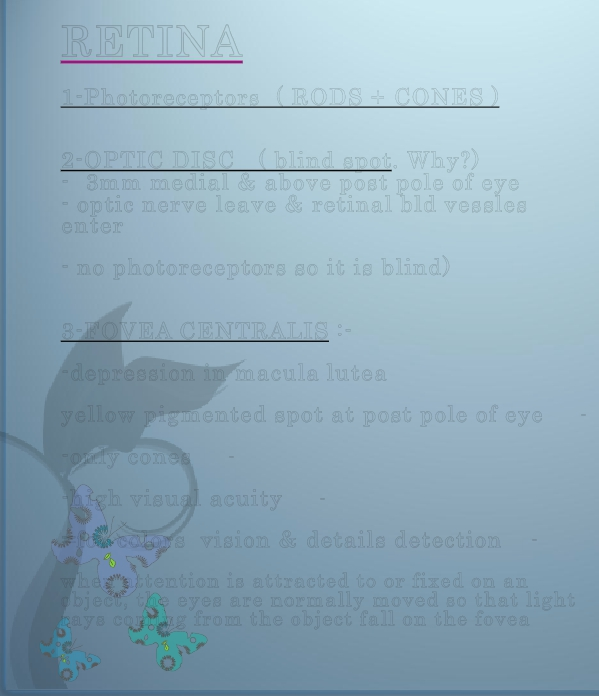 RETINA
1-Photoreceptors ( RODS + CONES )
2-OPTIC DISC ( blind spot. Why?)
- 3mm medial & above post pole of eye
- optic nerve leave & retinal bld vessles
enter
- no photoreceptors so it is blind)
3-FOVEA CENTRALIS :-
-depression in macula lutea
yellow pigmented spot at post pole of eye -
-only cones -
-high visual acuity -
vision & details detection -
when attention is attracted to or fixed on an
object, the eyes are normally moved so that light
rays coming from the object fall on the fovea